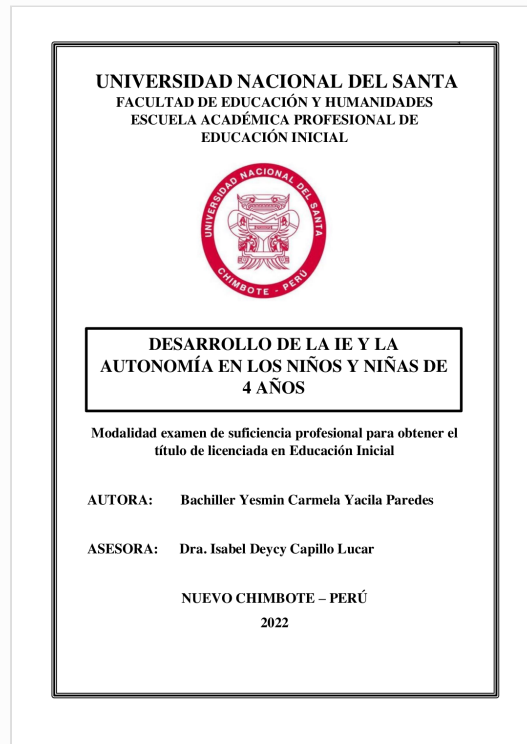 UNIVERSIDAD NACIONAL DEL SANTA
FACULTAD DE EDUCACIÓN Y HUMANIDADES
ESCUELA ACADÉMICA PROFESIONAL DE
EDUCACIÓN INICIAL
UNIVERSIDAD NACIONAL DEL SANTA
CHIMBOTE - PERÚ
DESARROLLO DE LA IE Y LA
AUTONOMÍA EN LOS NIÑOS Y NIÑAS DE
4 AÑOS
Modalidad examen de suficiencia profesional para obtener el
título de licenciada en Educación Inicial
AUTORA: Bachiller Yesmin Carmela Yacila Paredes
ASESORA: Dra. Isabel Deycy Capillo Lucar
NUEVO CHIMBOTE – PERÚ
2022